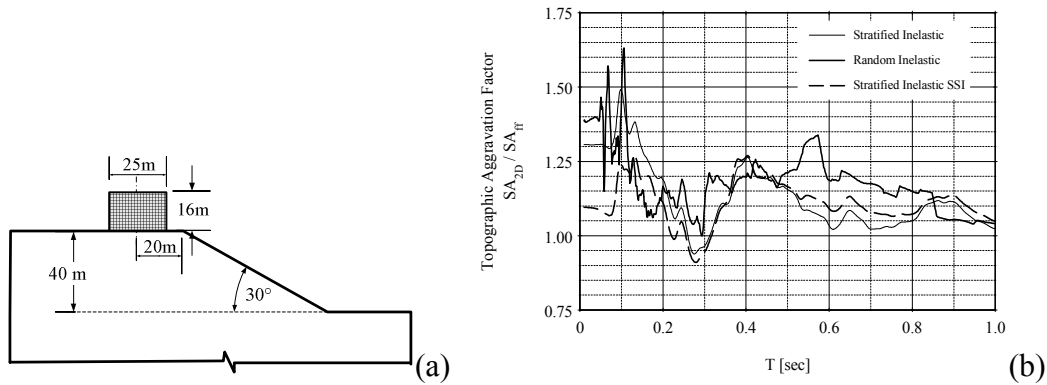 25m
16m
20m
40 m
30°
(a)
Topographic Aggravation Factor
SA2D / SAff
1.75
1.50
1.25
1.00
0.75
Stratified Inelastic
Random Inelastic
Stratified Inelastic SSI
0 0.2 0.4 0.6 0.8 1.0
T [sec]
(b)